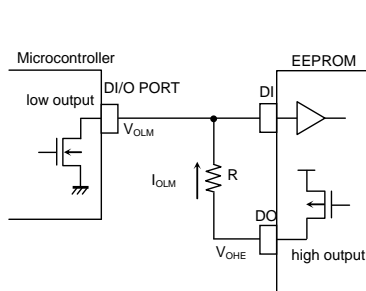 Microcontroller
EEPROM
DI/O PORT
DI
low output
VOLM
IOLM
R
DO
VOHE
high output